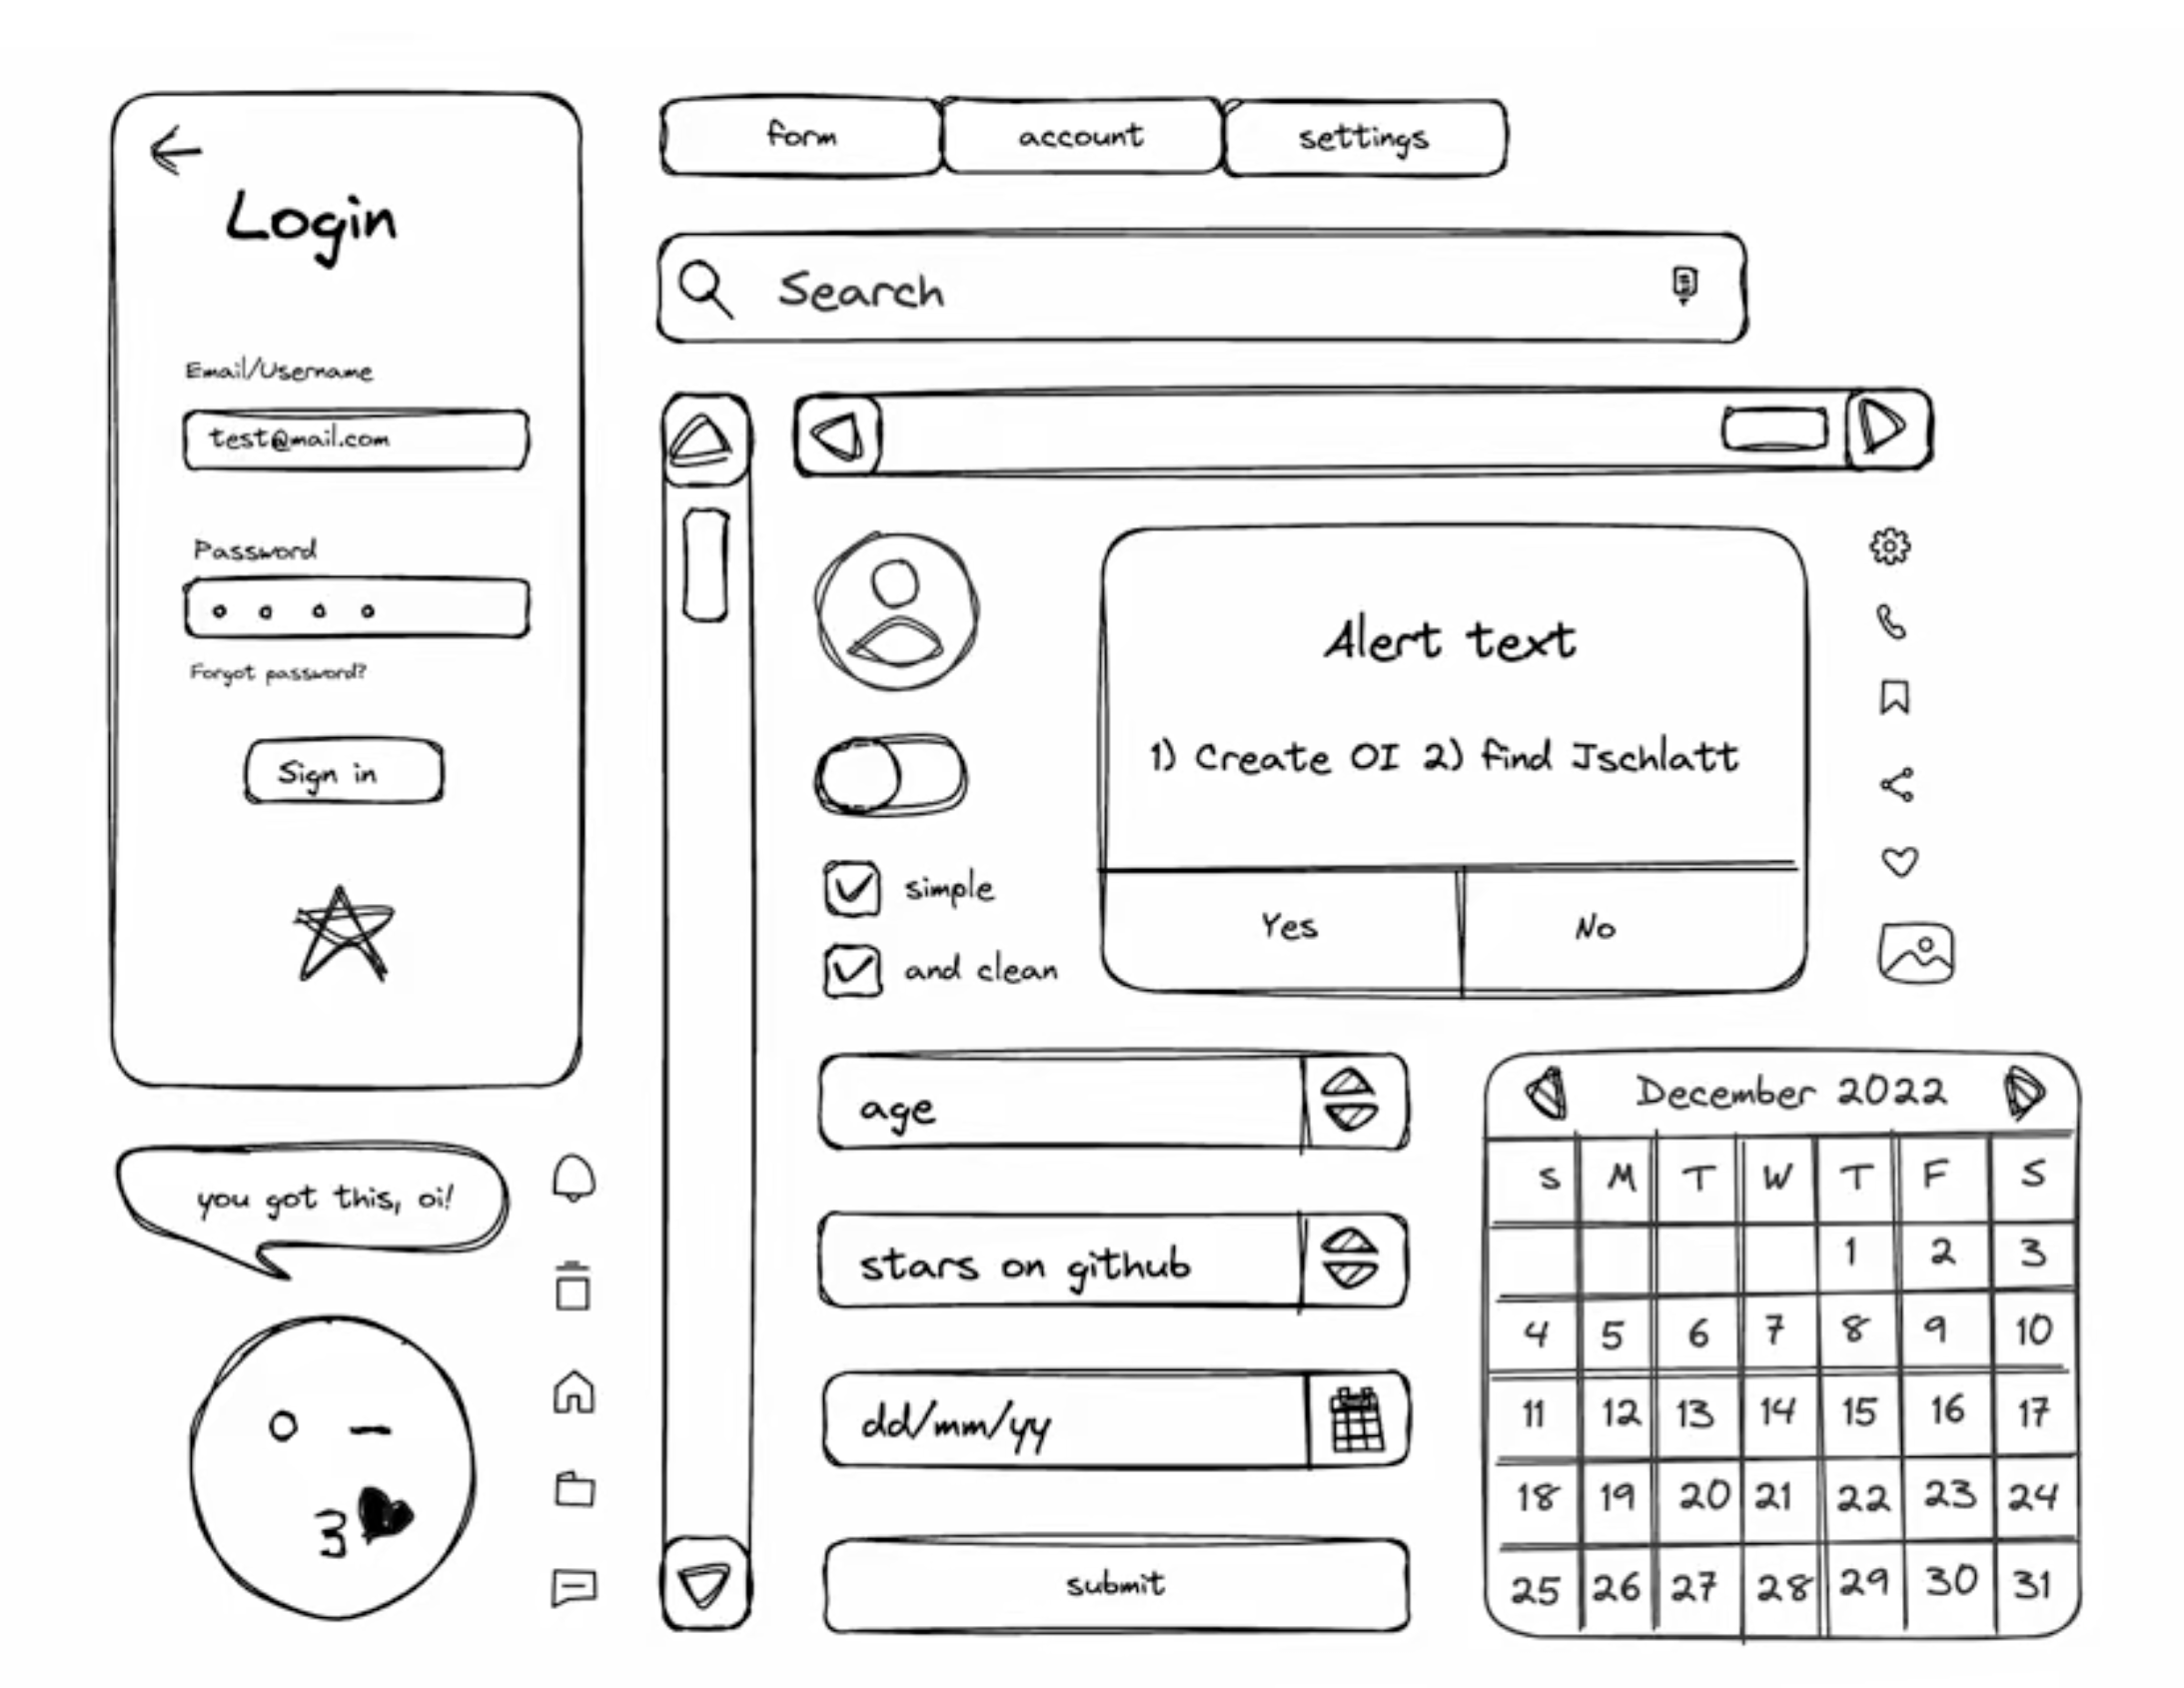 Login
Email/Username
test@mail.com
Password
Forgot password?
Sign in
you got this, oi!
3
form
account
settings
Search
Alert text
1) Create OI 2) find Jschlatt
Yes
No
simple
and clean
age
stars on github
dd/mm/yy
submit
December 2022
S M T W T F S
1 2 3
4 5 6 7 8 9 10
11 12 13 14 15 16 17
18 19 20 21 22 23 24
25 26 27 28 29 30 31